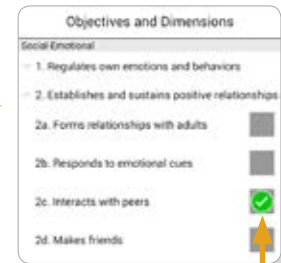 Objectives and Dimensions
Social-Emotional
1. Regulates own emotions and behaviors
2. Establishes and sustains positive relationships
2a. Forms relationships with adults
2b. Responds to emotional cues
2c. Interacts with peers
2d. Makes friends